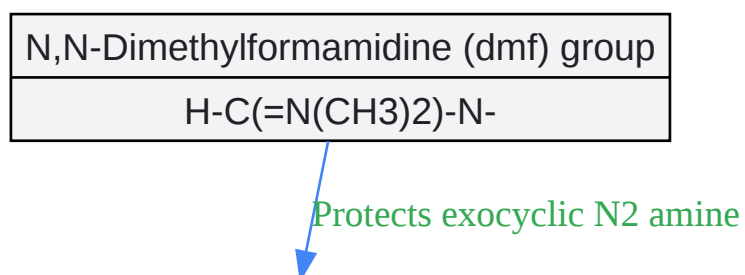 N,N-Dimethylformamidine (dmf) group
H-C(=N(CH3)2)-N-
Protects exocyclic N2 amine